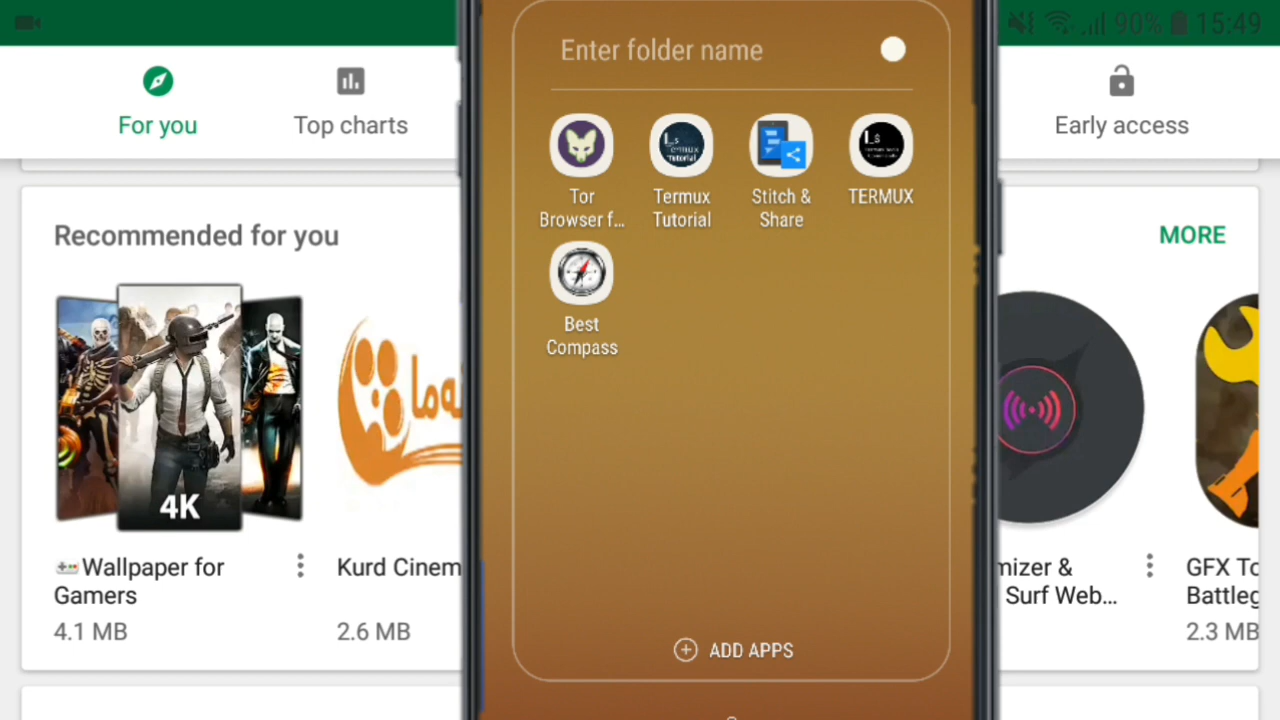 90% 15:49
For you
Top charts
Early access
Recommended for you
MORE
Enter folder name
Tor
Browser f...
Termux
Tutorial
Stitch &
Share
TERMUX
Best
Compass
ADD APPS
4K
Wallpaper for
Gamers
4.1 MB
Kurd Cinem
2.6 MB
mizer &
Surf Web...
GFX To
Battleg
2.3 MB